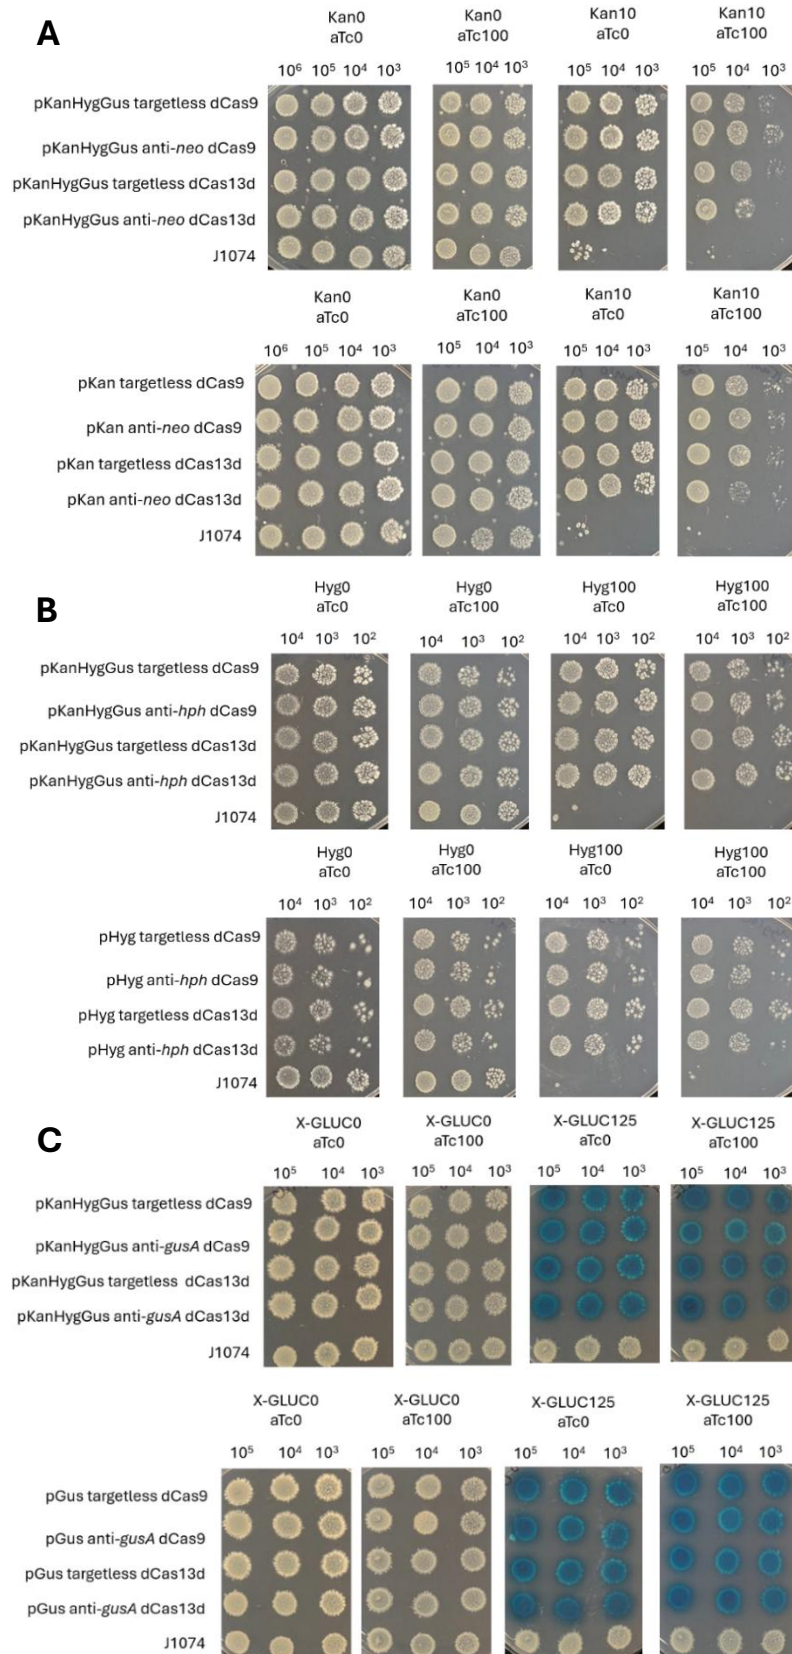 A
Kan0 Kan0 Kan10 Kan10
aTc0 aTc100 aTc0 aTc100
10⁶ 10⁵ 10⁴ 10³ 10⁵ 10⁴ 10³ 10⁵ 10⁴ 10³ 10⁵ 10⁴ 10³
pKanHygGus targetless dCas9
pKanHygGus anti-neo dCas9
pKanHygGus targetless dCas13d
pKanHygGus anti-neo dCas13d
J1074
Kan0 Kan0 Kan10 Kan10
aTc0 aTc100 aTc0 aTc100
10⁶ 10⁵ 10⁴ 10³ 10⁵ 10⁴ 10³ 10⁵ 10⁴ 10³ 10⁵ 10⁴ 10³
pKan targetless dCas9
pKan anti-neo dCas9
pKan targetless dCas13d
pKan anti-neo dCas13d
J1074
B
Hyg0 Hyg0 Hyg100 Hyg100
aTc0 aTc100 aTc0 aTc100
10⁴ 10³ 10² 10⁴ 10³ 10² 10⁴ 10³ 10² 10⁴ 10³ 10²
pKanHygGus targetless dCas9
pKanHygGus anti-hph dCas9
pKanHygGus targetless dCas13d
pKanHygGus anti-hph dCas13d
J1074
Hyg0 Hyg0 Hyg100 Hyg100
aTc0 aTc100 aTc0 aTc100
10⁴ 10³ 10² 10⁴ 10³ 10² 10⁴ 10³ 10² 10⁴ 10³ 10²
pHyg targetless dCas9
pHyg anti-hph dCas9
pHyg targetless dCas13d
pHyg anti-hph dCas13d
J1074
C
X-GLUC0 X-GLUC0 X-GLUC125 X-GLUC125
aTc0 aTc100 aTc0 aTc100
10⁵ 10⁴ 10³ 10⁵ 10⁴ 10³ 10⁵ 10⁴ 10³ 10⁵ 10⁴ 10³
pKanHygGus targetless dCas9
pKanHygGus anti-gusA dCas9
pKanHygGus targetless dCas13d
pKanHygGus anti-gusA dCas13d
J1074
X-GLUC0 X-GLUC0 X-GLUC125 X-GLUC125
aTc0 aTc100 aTc0 aTc100
10⁵ 10⁴ 10³ 10⁵ 10⁴ 10³ 10⁵ 10⁴ 10³ 10⁵ 10⁴ 10³
pGus targetless dCas9
pGus anti-gusA dCas9
pGus targetless dCas13d
pGus anti-gusA dCas13d
J1074